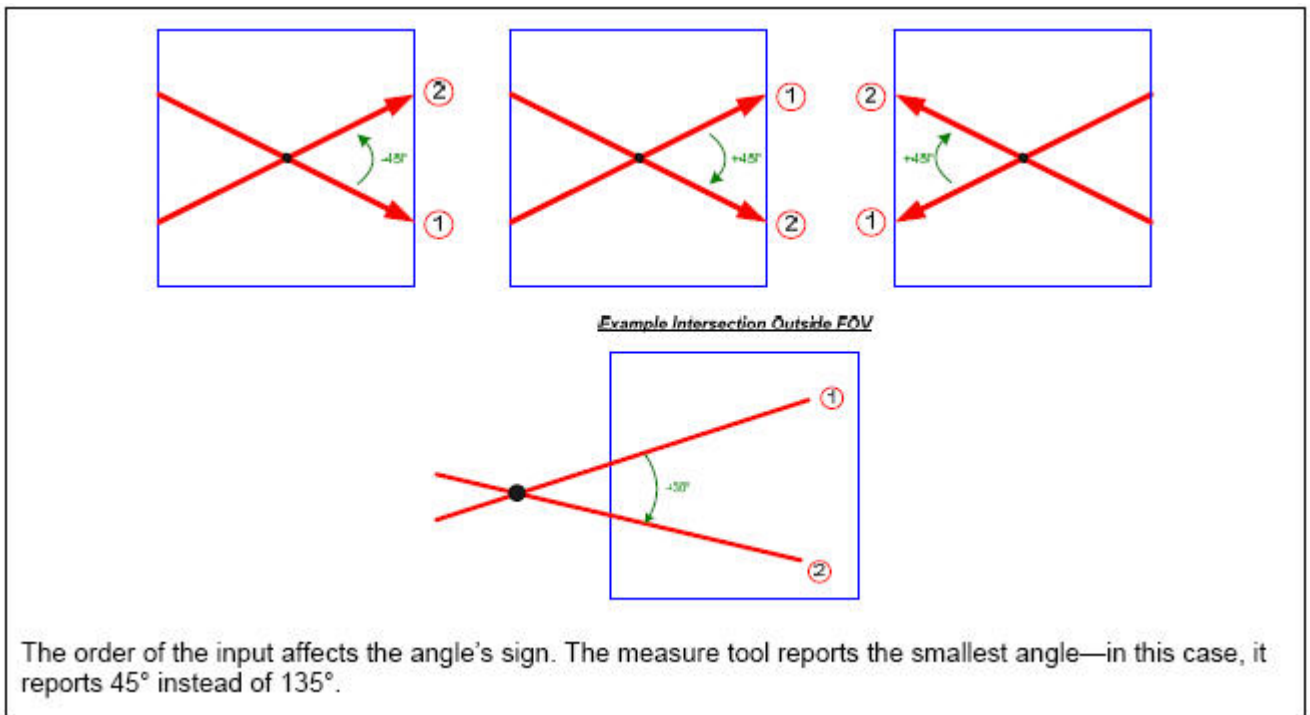 2 1 2
-45° +45° +45°
1 2 1
Example Intersection Outside FOV
1
2
The order of the input affects the angle’s sign. The measure tool reports the smallest angle—in this case, it
reports 45° instead of 135°.